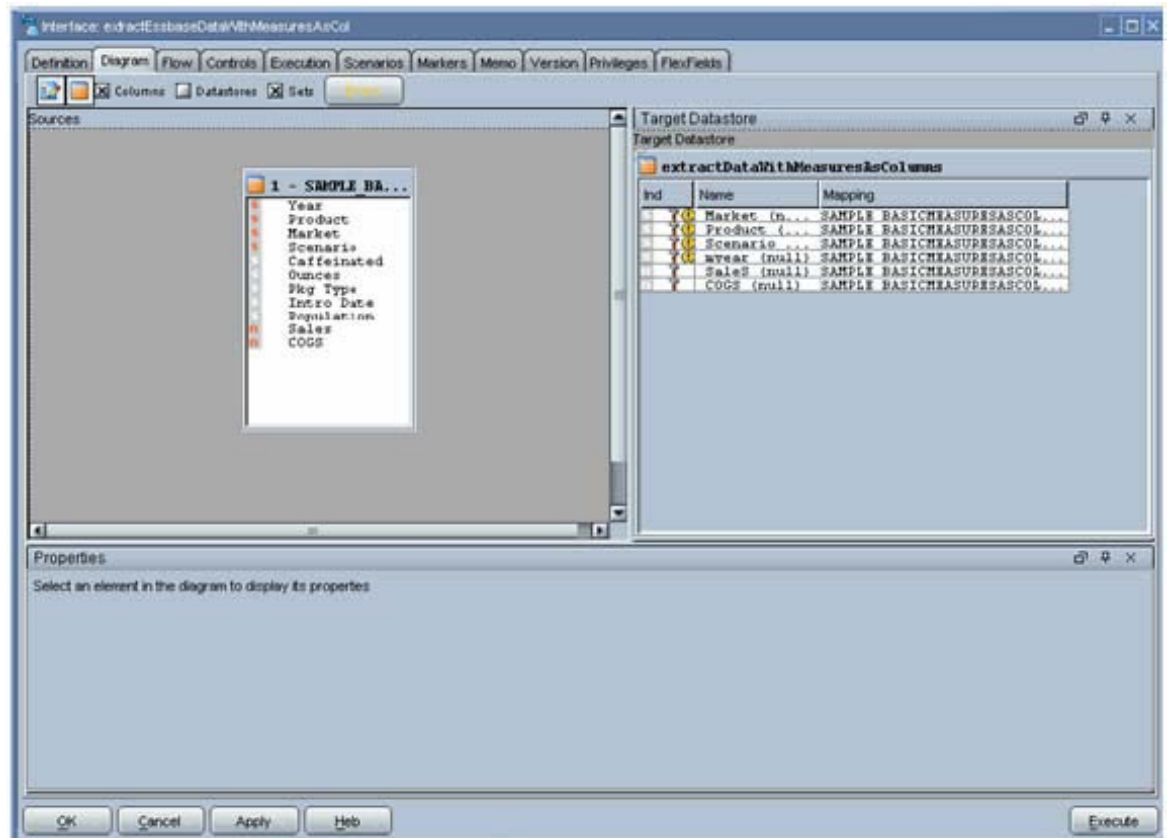 Interface: extractEssbaseDataWithMeasuresAsCol
Definition Diagram Flow Controls Execution Scenarios Markers Memo Version Privileges FlexFields
Columns Datastores Sets
Sources
1 - SAMPLE_BA...
Year
Product
Market
Scenario
Caffeinated
Ounces
Pkg Type
Intro Date
Population
Sales
COGS
Target Datastore
Target Datastore
extractDataWithMeasuresAsColumns
Ind Name Mapping
Market (n... SAMPLE_BASICMEASURESASCOL...
Product (... SAMPLE_BASICMEASURESASCOL...
Scenario ... SAMPLE_BASICMEASURESASCOL...
myear (null) SAMPLE_BASICMEASURESASCOL...
SaleS (null) SAMPLE_BASICMEASURESASCOL...
COGS (null) SAMPLE_BASICMEASURESASCOL...
Properties
Select an element in the diagram to display its properties
OK Cancel Apply Help Execute